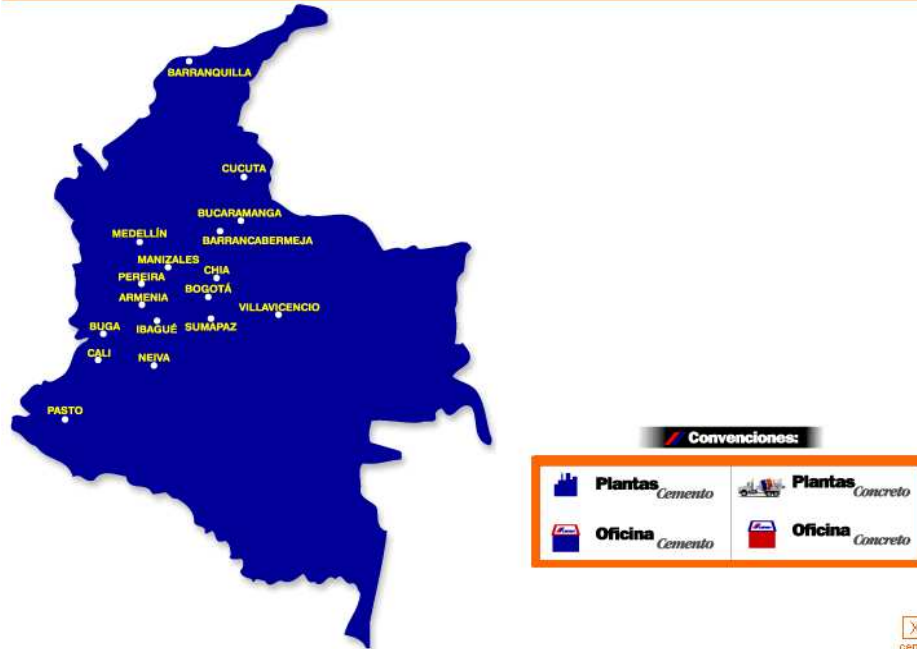 BARRANQUILLA
CUCUTA
BUCARAMANGA
MEDELLÍN
BARRANCABERMEJA
MANIZALES
CHIA
PEREIRA
BOGOTÁ
ARMENIA
VILLAVICENCIO
BUGA
IBAGUÉ
SUMAPAZ
CALI
NEIVA
PASTO
Convenciones:
Plantas Cemento
Plantas Concreto
Oficina Cemento
Oficina Concreto
X